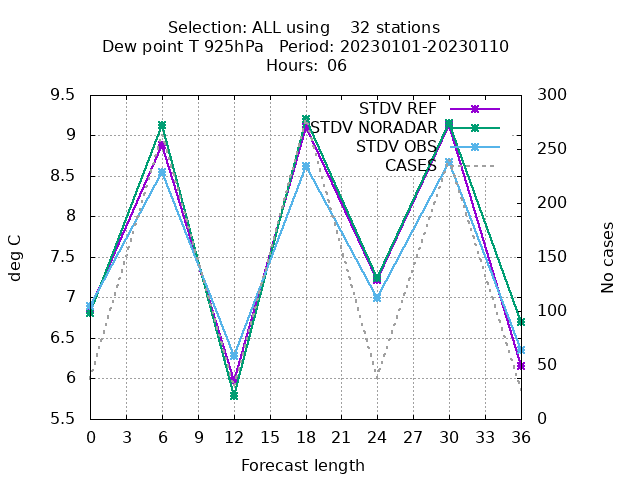 Selection: ALL using    32 stations
Dew point T 925hPa   Period: 20230101-20230110
Hours: 06
9.5
9
8.5
8
7.5
7
6.5
6
5.5
300
250
200
150
100
50
0
STDV REF
STDV NORADAR
STDV OBS
CASES
deg C
No cases
0 3 6 9 12 15 18 21 24 27 30 33 36
Forecast length